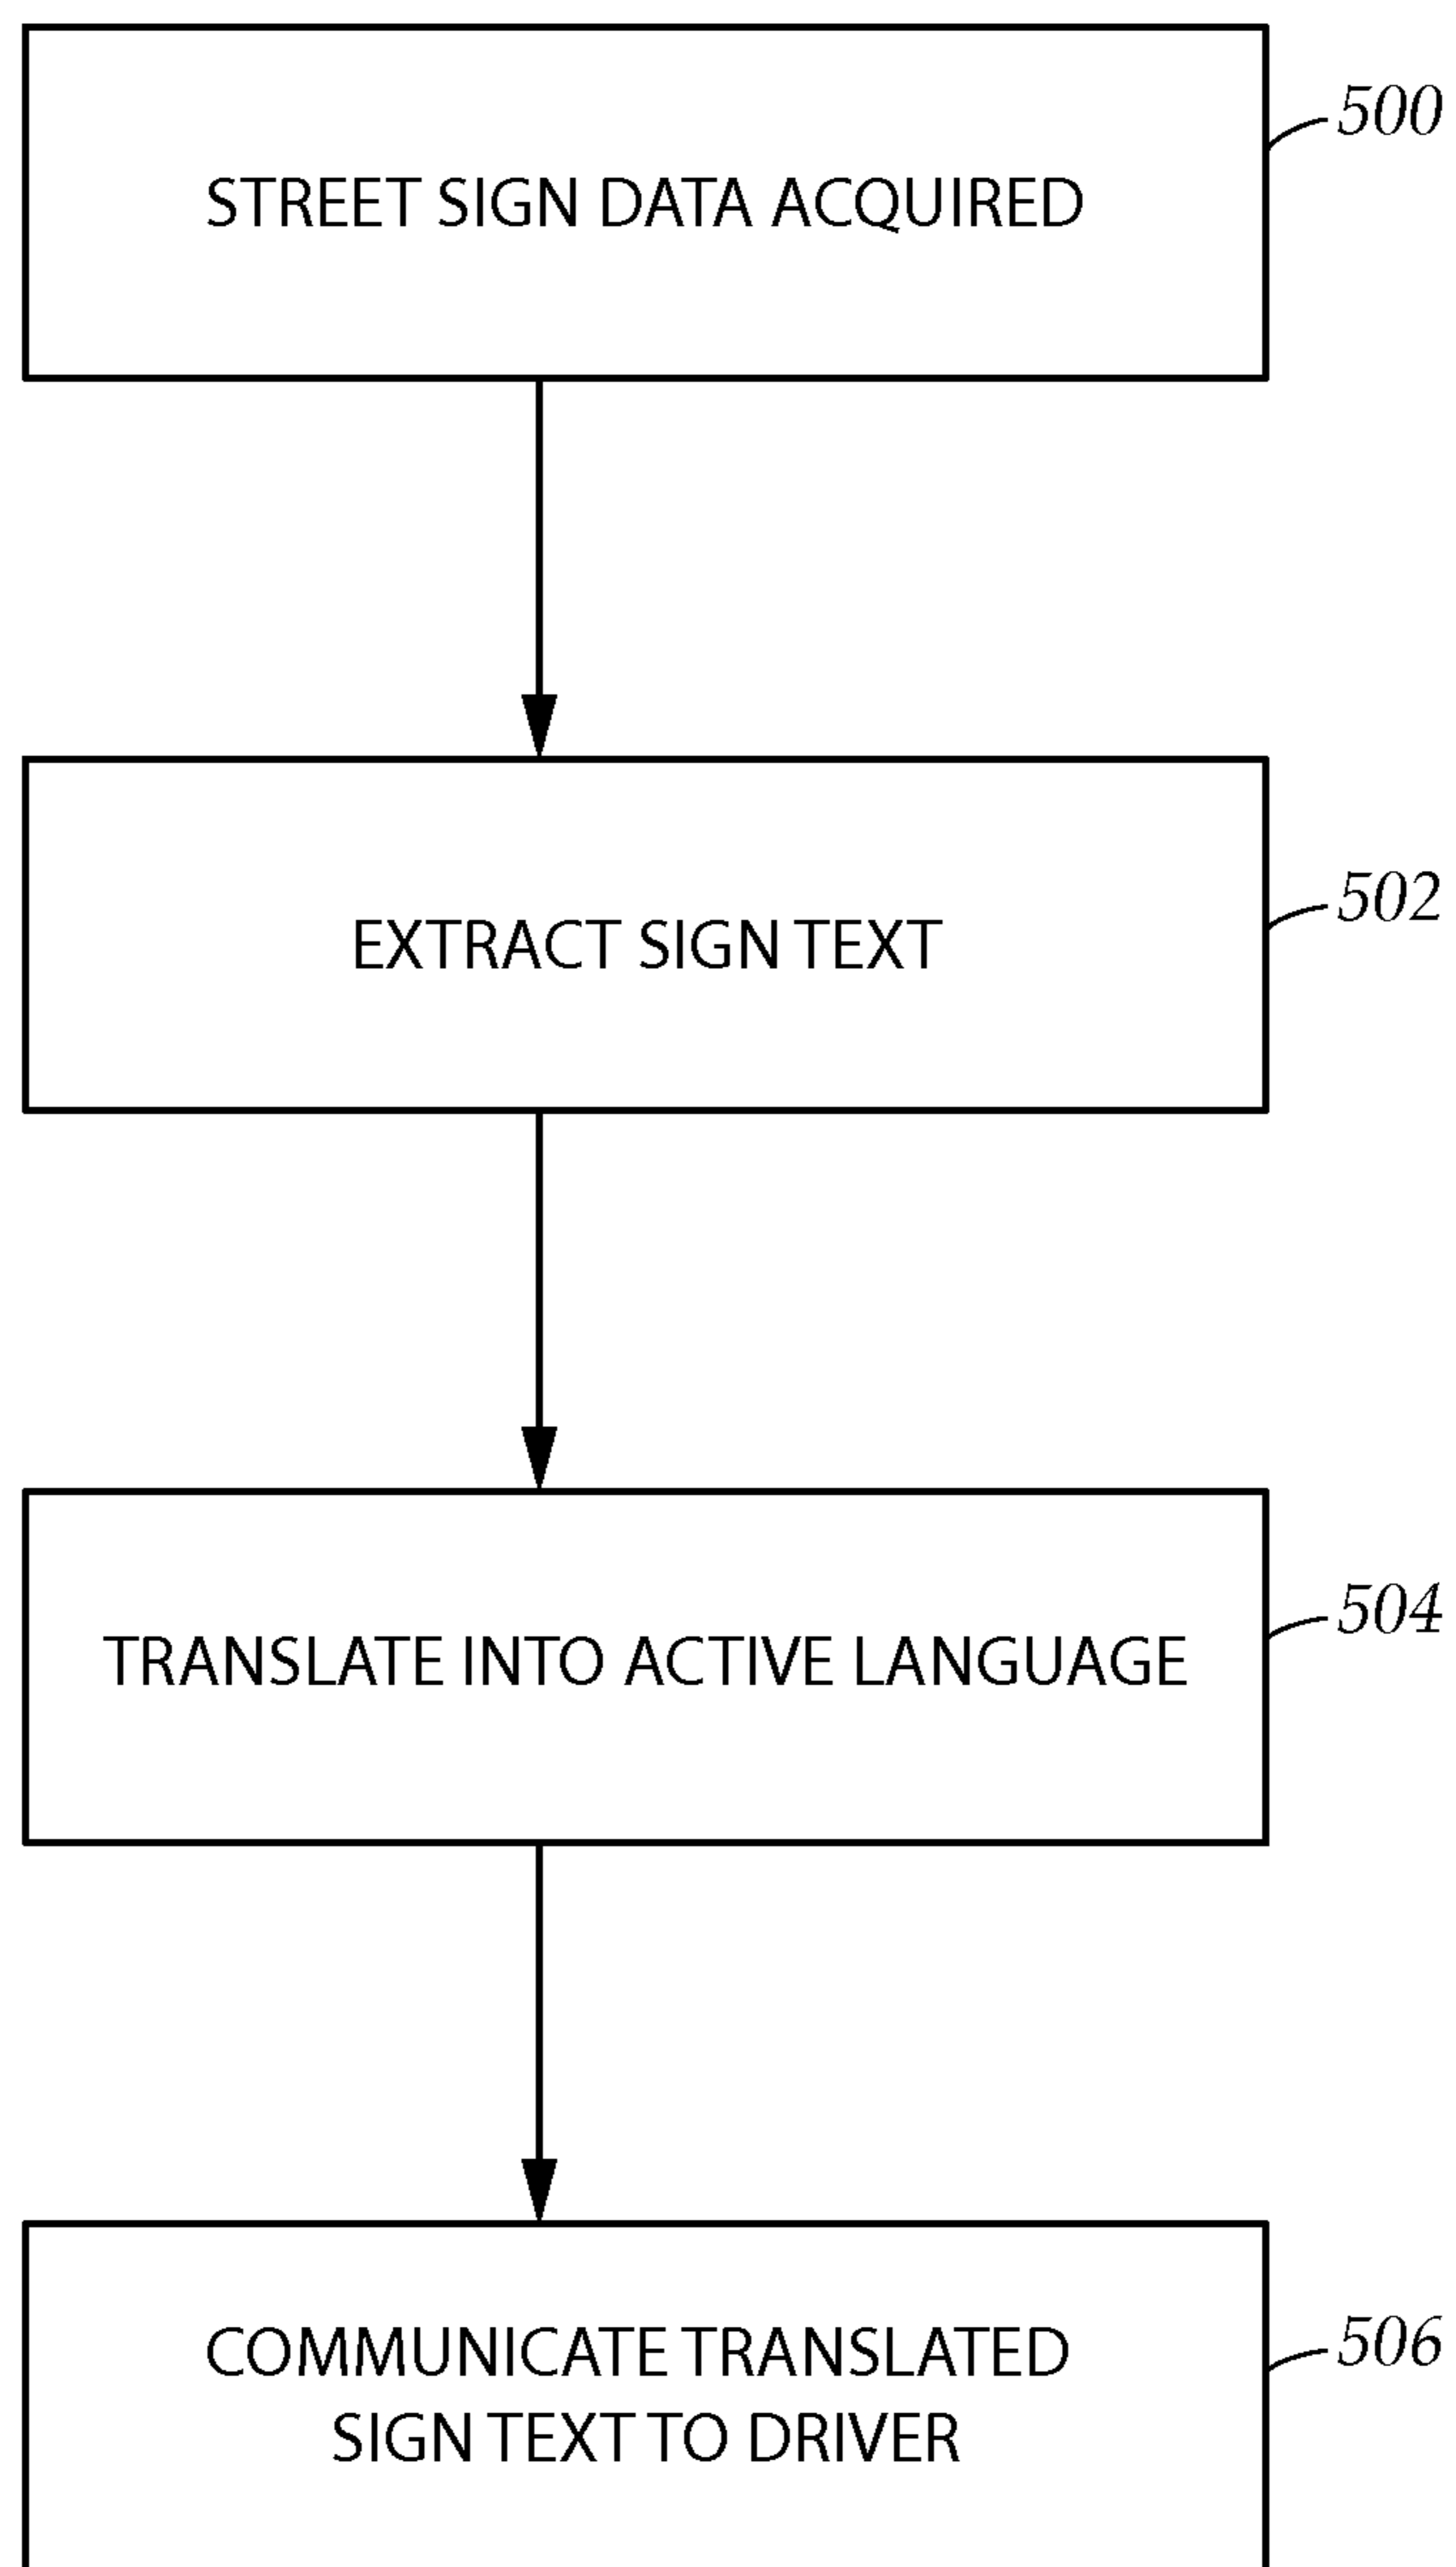 STREET SIGN DATA ACQUIRED
500
EXTRACT SIGN TEXT
502
TRANSLATE INTO ACTIVE LANGUAGE
504
COMMUNICATE TRANSLATED
SIGN TEXT TO DRIVER
506